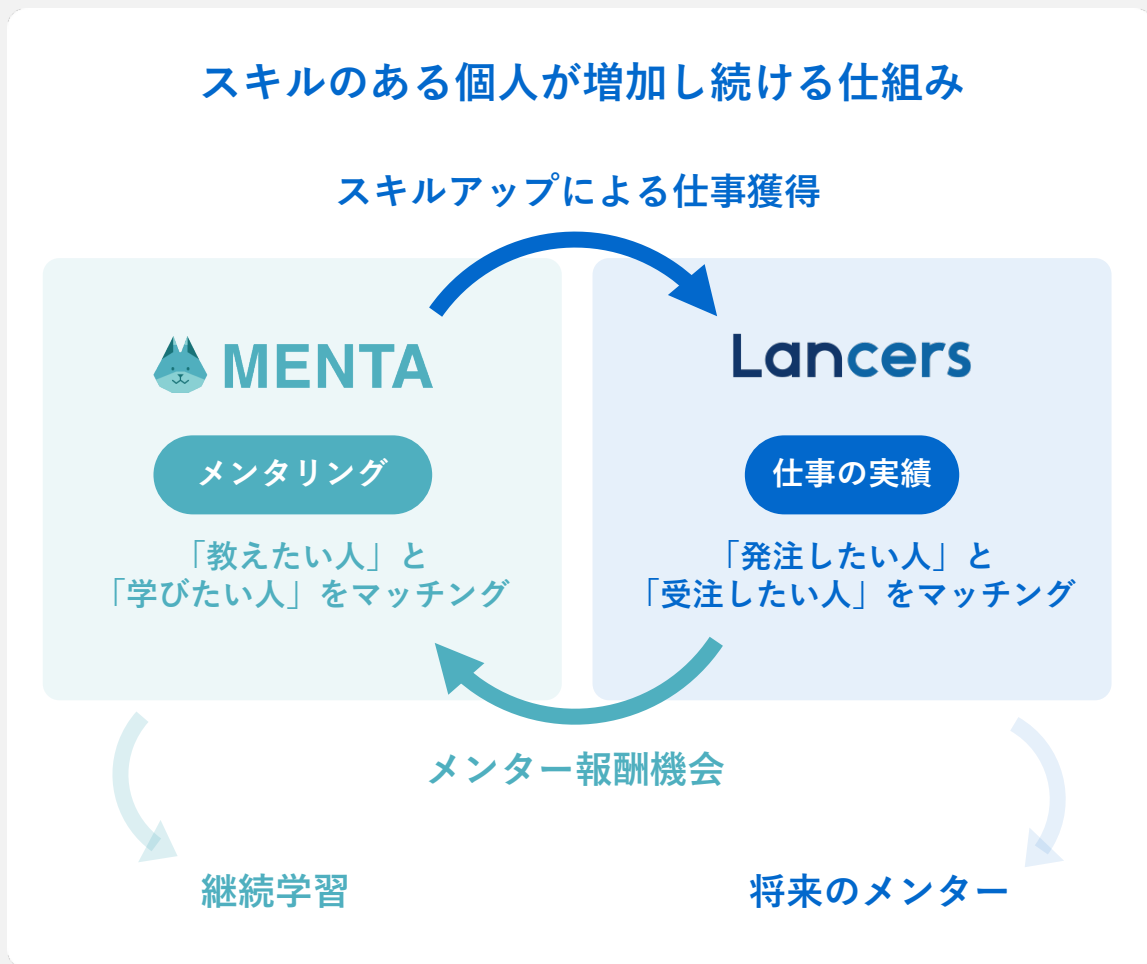 スキルのある個人が増加し続ける仕組み
スキルアップによる仕事獲得
MENTA
メンタリング
「教えたい人」と
「学びたい人」をマッチング
Lancers
仕事の実績
「発注したい人」と
「受注したい人」をマッチング
メンター報酬機会
継続学習
将来のメンター